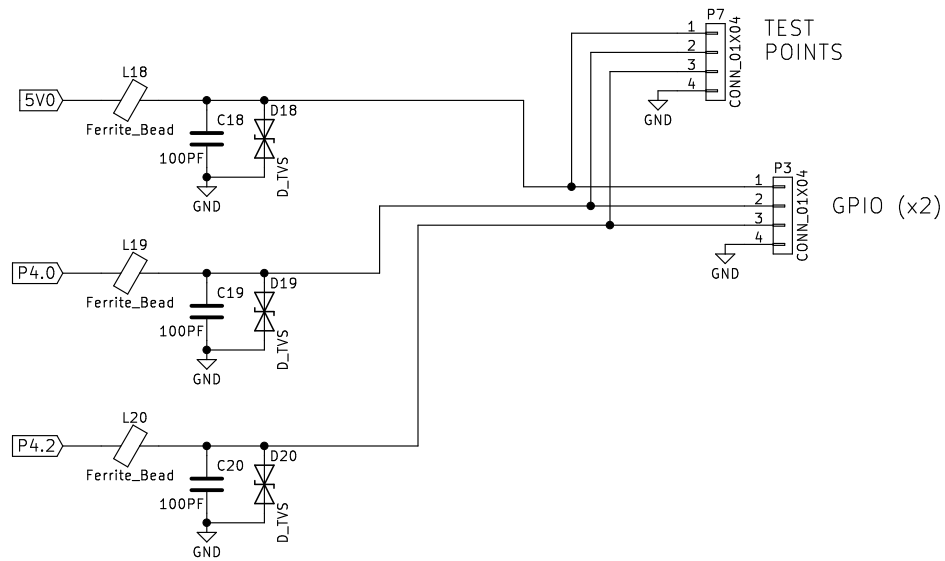 P7
TEST
POINTS
1
2
3
4
CONN_01X04
GND
L18
5V0
Ferrite_Bead
C18
100PF
D18
D_TVS
GND
P3
1
2
3
4
CONN_01X04
GPIO (x2)
GND
L19
P4.0
Ferrite_Bead
C19
100PF
D19
D_TVS
GND
L20
P4.2
Ferrite_Bead
C20
100PF
D20
D_TVS
GND